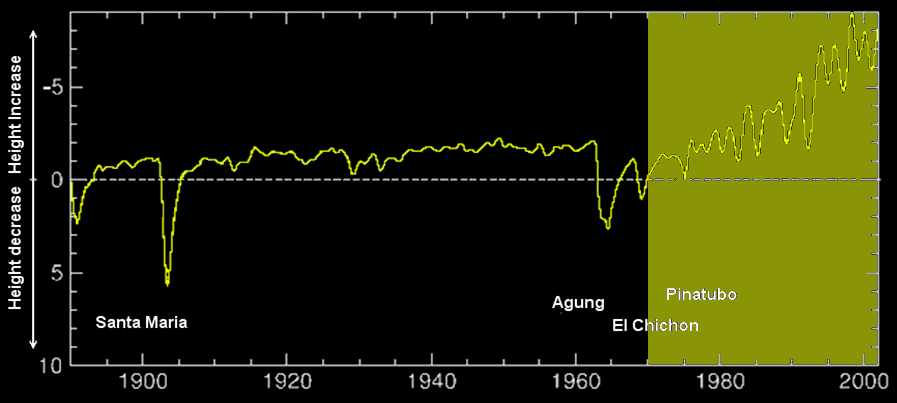 Height decrease Height Increase
-5
0
5
10
Santa Maria
Agung
Pinatubo
El Chichon
1900 1920 1940 1960 1980 2000